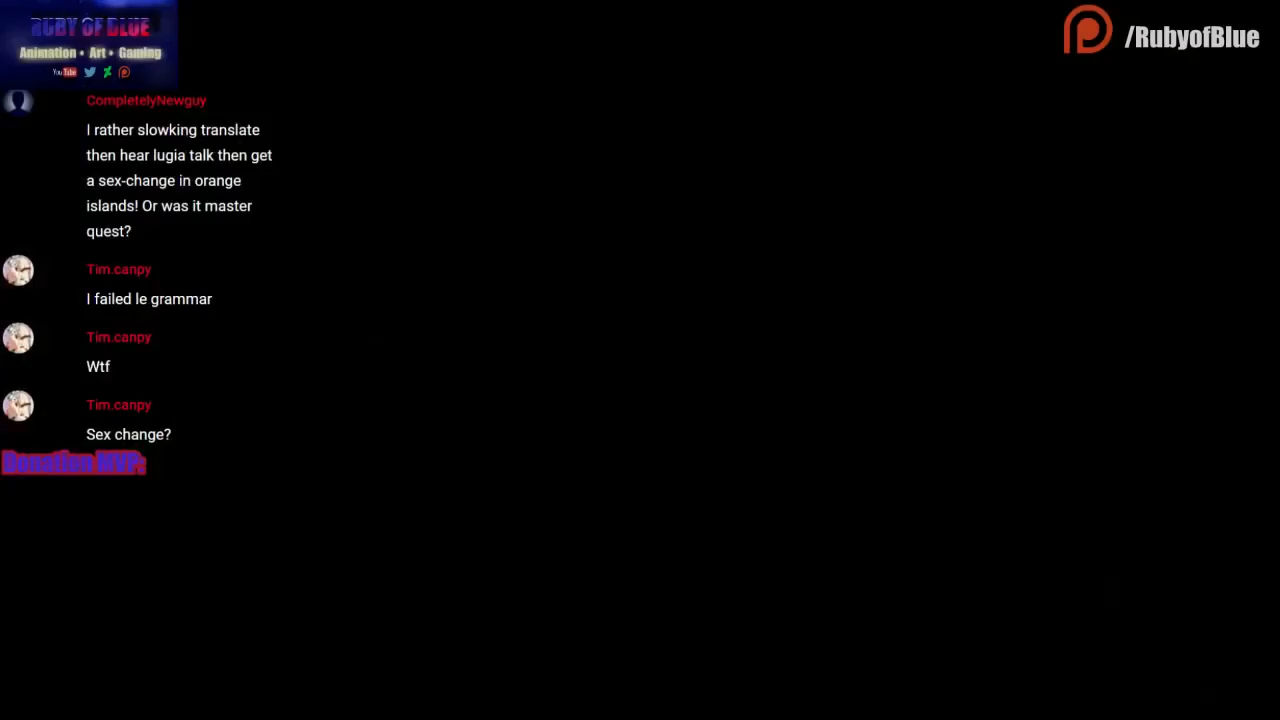 RUBY OF BLUE
Animation • Art • Gaming
YouTube
/RubyofBlue
CompletelyNewguy
I rather slowking translate
then hear lugia talk then get
a sex-change in orange
islands! Or was it master
quest?
Tim.canpy
I failed le grammar
Tim.canpy
Wtf
Tim.canpy
Sex change?
Donation MVP: